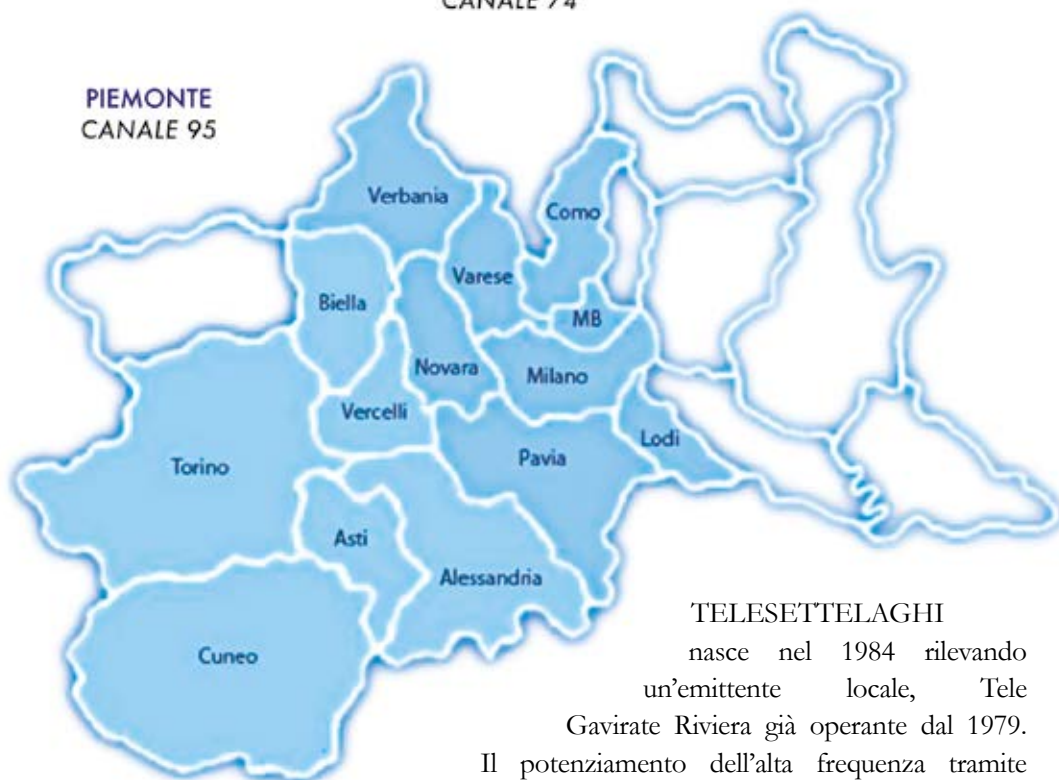 CANALE 74
PIEMONTE
CANALE 95
Verbania
Como
Varese
Biella
MB
Novara
Milano
Vercelli
Lodi
Pavia
Torino
Asti
Alessandria
Cuneo
TELESETTELAGHI
nasce nel 1984 rilevando
un’emittente locale, Tele
Gavirate Riviera già operante dal 1979.
Il potenziamento dell’alta frequenza tramite